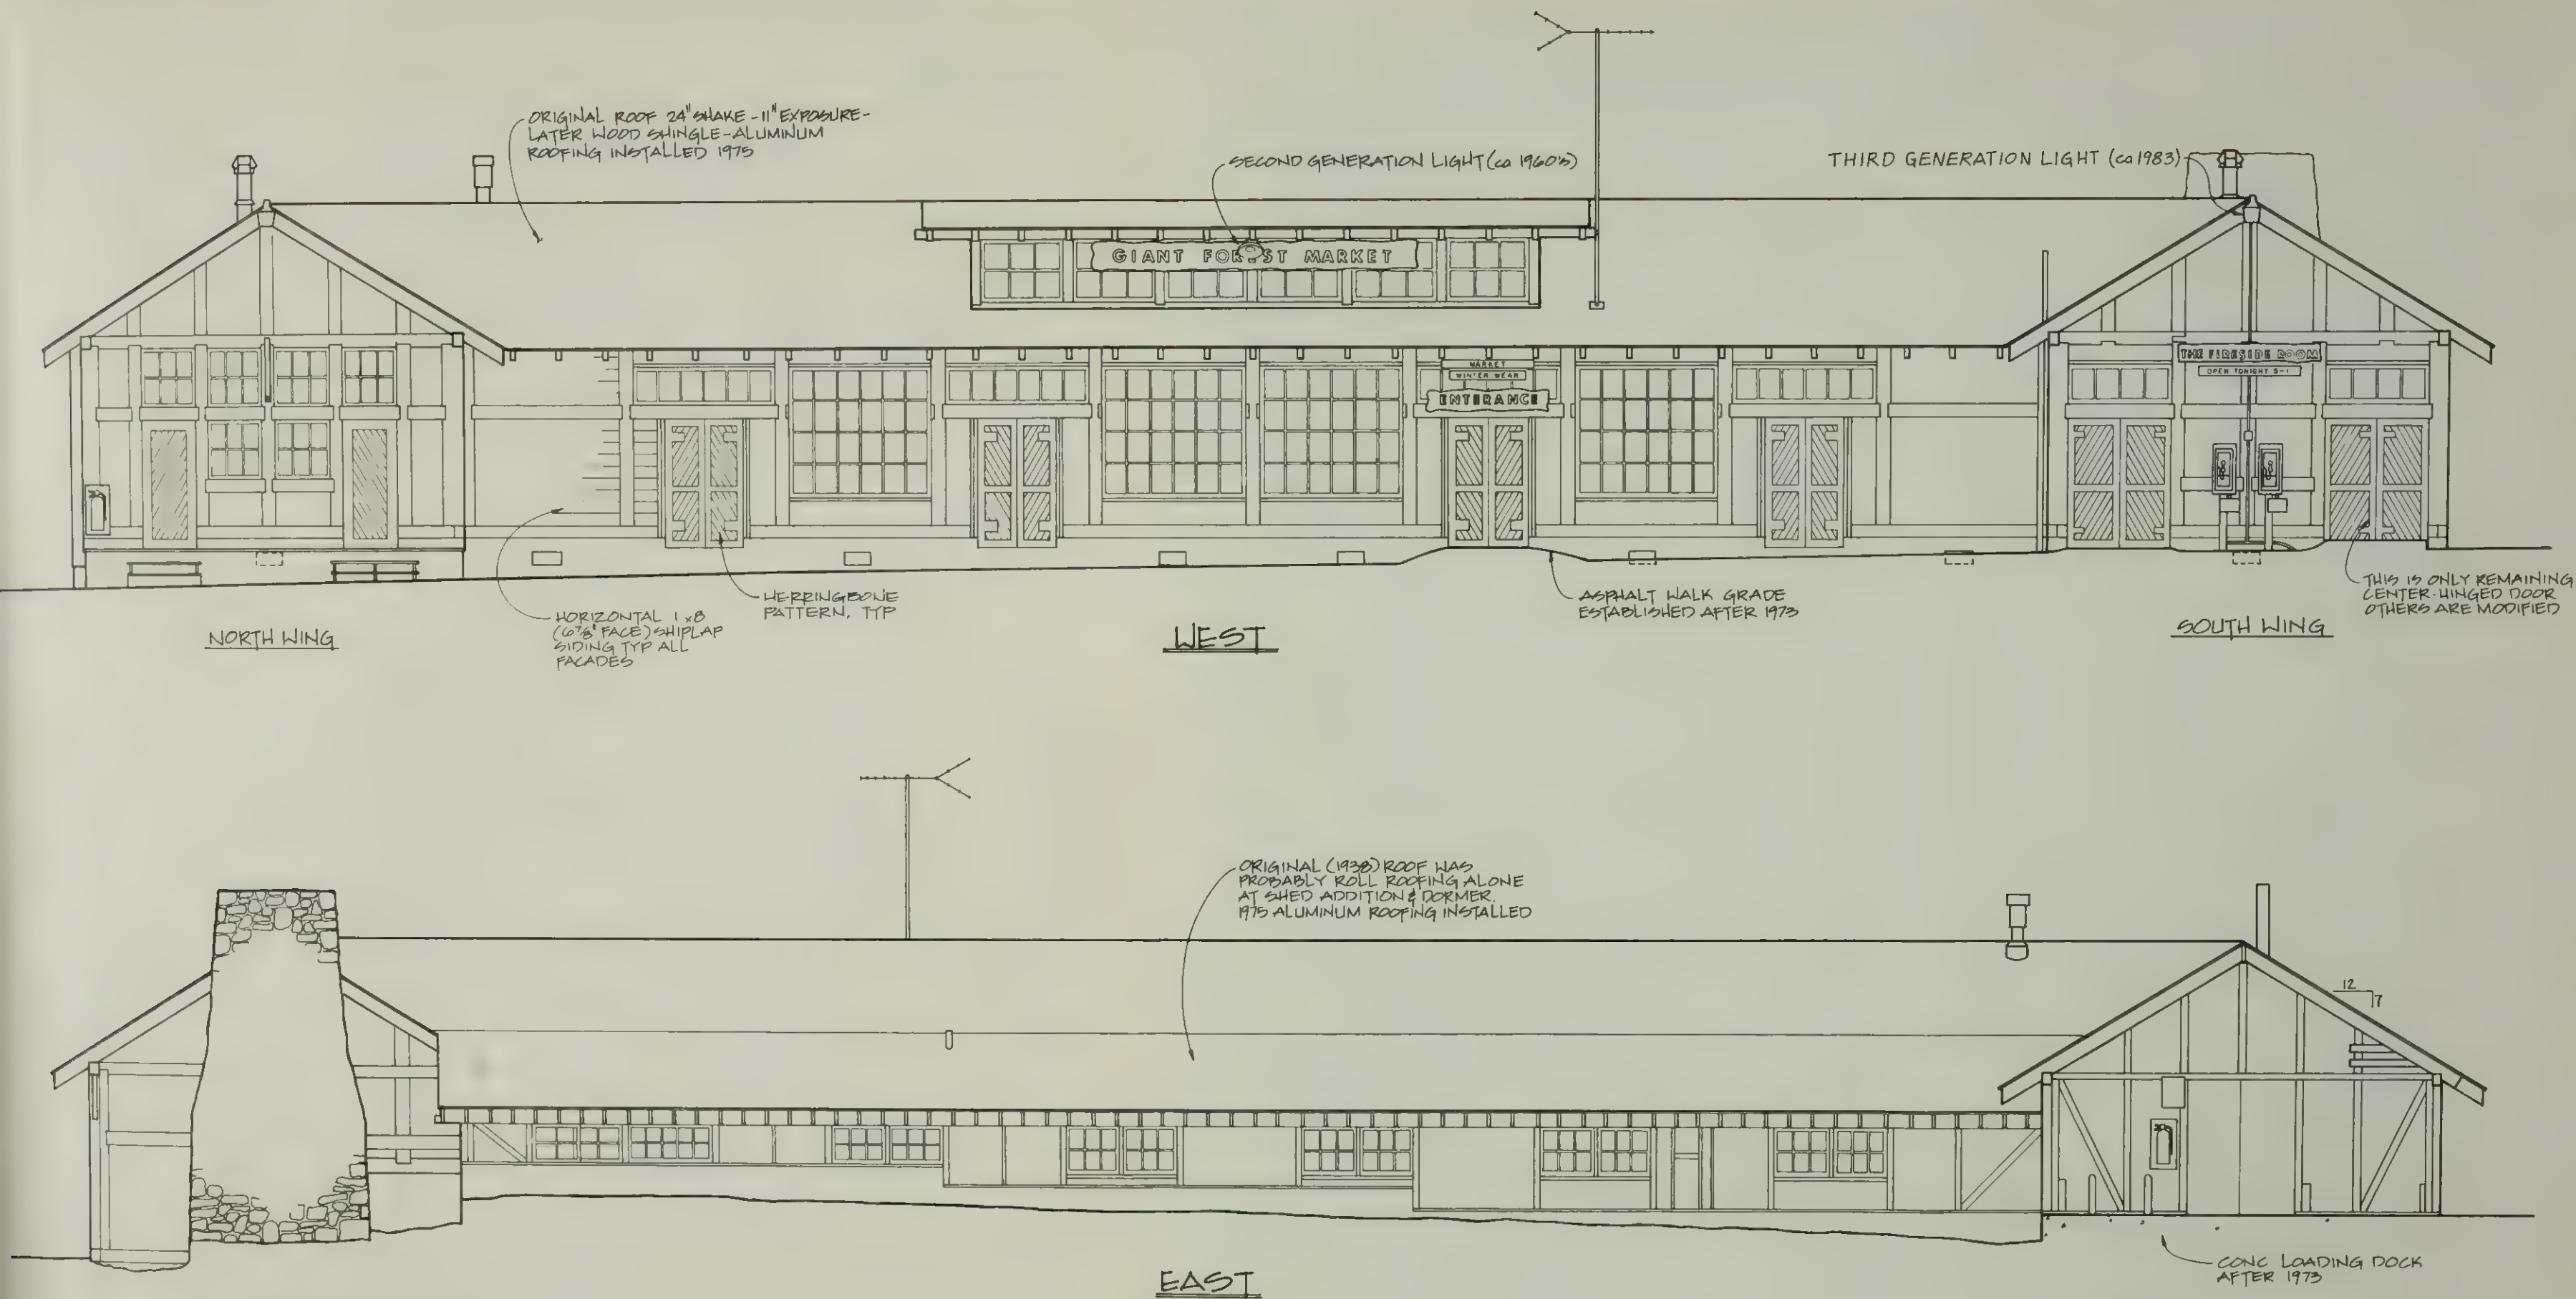 ORIGINAL ROOF 24" SHAKE - 11" EXPOSURE -
LATER WOOD SHINGLE - ALUMINUM
ROOFING INSTALLED 1975
SECOND GENERATION LIGHT (ca 1960's)
THIRD GENERATION LIGHT (ca 1983)
GIANT FOREST MARKET
MARKET
WINTER WEAR
ENTERANCE
THE FIRESIDE ROOM
OPEN TONIGHT 5-1
HERRINGBONE
PATTERN, TYP
HORIZONTAL 1x8
(6 7/8" FACE) SHIPLAP
SIDING TYP ALL
FACADES
ASPHALT WALK GRADE
ESTABLISHED AFTER 1973
THIS IS ONLY REMAINING
CENTER-HINGED DOOR
OTHERS ARE MODIFIED
NORTH WING
WEST
SOUTH WING
ORIGINAL (1938) ROOF WAS
PROBABLY ROLL ROOFING ALONE
AT SHED ADDITION & DORMER.
1975 ALUMINUM ROOFING INSTALLED
12
7
CONC LOADING DOCK
AFTER 1973
EAST